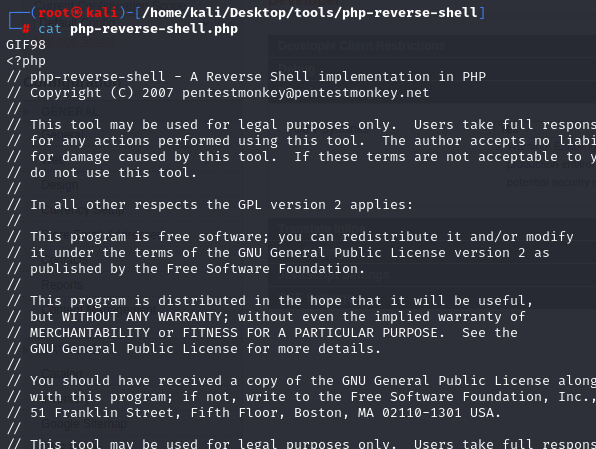 ┌──(root㉿kali)-[/home/kali/Desktop/tools/php-reverse-shell]
└─# cat php-reverse-shell.php
GIF98
<?php
// php-reverse-shell - A Reverse Shell implementation in PHP
// Copyright (C) 2007 pentestmonkey@pentestmonkey.net
//
// This tool may be used for legal purposes only.  Users take full respons
// for any actions performed using this tool.  The author accepts no liabi
// for damage caused by this tool.  If these terms are not acceptable to y
// do not use this tool.
//
// In all other respects the GPL version 2 applies:
//
// This program is free software; you can redistribute it and/or modify
// it under the terms of the GNU General Public License version 2 as
// published by the Free Software Foundation.
//
// This program is distributed in the hope that it will be useful,
// but WITHOUT ANY WARRANTY; without even the implied warranty of
// MERCHANTABILITY or FITNESS FOR A PARTICULAR PURPOSE.  See the
// GNU General Public License for more details.
//
// You should have received a copy of the GNU General Public License along
// with this program; if not, write to the Free Software Foundation, Inc.,
// 51 Franklin Street, Fifth Floor, Boston, MA 02110-1301 USA.
//
// This tool may be used for legal purposes only.  Users take full respons
Developer Client Restrictions
Design
Reports
Catalog
Google Sitemap